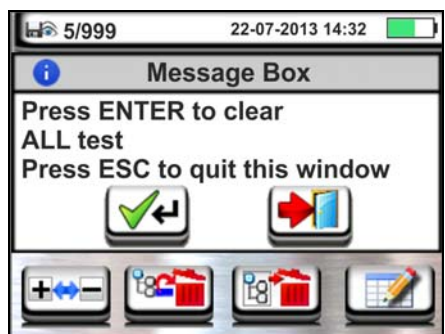 5/999 22-07-2013 14:32
Message Box
Press ENTER to clear
ALL test
Press ESC to quit this window